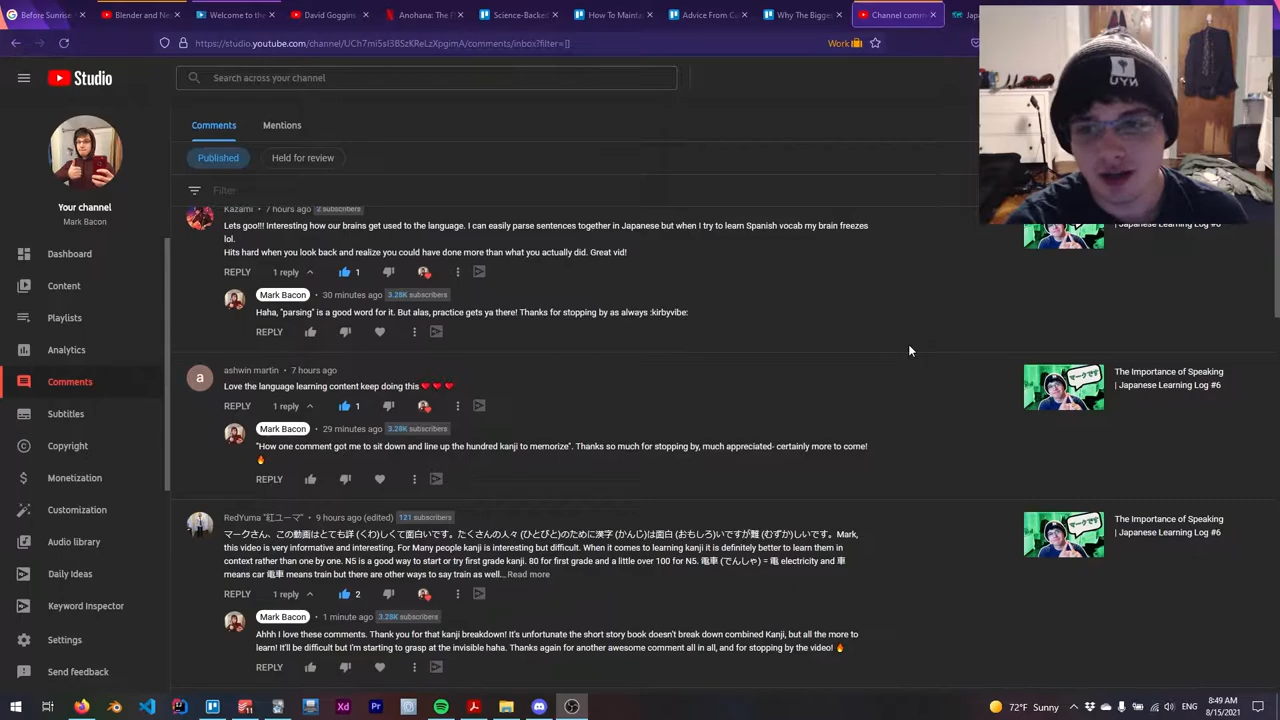 Before Sunrise
Blender and Ne
Welcome to the
David Goggins
Anohana: The F
Science-Backe
How To Mainta
Advice From Co
Why The Bigges
Channel comme
Jap
https://studio.youtube.com/channel/UCh7mi5sI3BSzKReLzXpgimA/comments/inbox?filter=[]
Work
Studio
Search across your channel
NYU
Your channel
Mark Bacon
Dashboard
Content
Playlists
Analytics
Comments
Subtitles
Copyright
Monetization
Customization
Audio library
Daily Ideas
Keyword Inspector
Settings
Send feedback
Comments
Mentions
Published
Held for review
Filter
Kazami • 7 hours ago 2 subscribers
Lets goo!!! Interesting how our brains get used to the language. I can easily parse sentences together in Japanese but when I try to learn Spanish vocab my brain freezes
lol.
Hits hard when you look back and realize you could have done more than what you actually did. Great vid!
REPLY 1 reply 1
Mark Bacon • 30 minutes ago 3.28K subscribers
Haha, "parsing" is a good word for it. But alas, practice gets ya there! Thanks for stopping by as always :kirbyvibe:
REPLY
| Japanese Learning Log #6
ashwin martin • 7 hours ago
Love the language learning content keep doing this ❤️ ❤️ ❤️
REPLY 1 reply 1
Mark Bacon • 29 minutes ago 3.28K subscribers
"How one comment got me to sit down and line up the hundred kanji to memorize". Thanks so much for stopping by, much appreciated- certainly more to come!
🔥
REPLY
マークです
The Importance of Speaking
| Japanese Learning Log #6
RedYuma "紅ユーマ" • 9 hours ago (edited) 121 subscribers
マークさん、この動画はとても詳 (くわ)しくて面白いです。たくさんの人々 (ひとびと)のために漢字 (かんじ)は面白 (おもしろ)いですが難 (むずか)しいです。Mark,
this video is very informative and interesting. For Many people kanji is interesting but difficult. When it comes to learning kanji it is definitely better to learn them in
context rather than one by one. N5 is a good way to start or try first grade kanji. 80 for first grade and a little over 100 for N5. 電車 (でんしゃ) = 電 electricity and 車
means car 電車 means train but there are other ways to say train as well... Read more
REPLY 1 reply 2
Mark Bacon • 1 minute ago 3.28K subscribers
Ahhh I love these comments. Thank you for that kanji breakdown! It's unfortunate the short story book doesn't break down combined Kanji, but all the more to
learn! It'll be difficult but I'm starting to grasp at the invisible haha. Thanks again for another awesome comment all in all, and for stopping by the video! 🔥
REPLY
マークです
The Importance of Speaking
| Japanese Learning Log #6
Xd
Pr
72°F Sunny
ENG
8:49 AM
8/15/2021